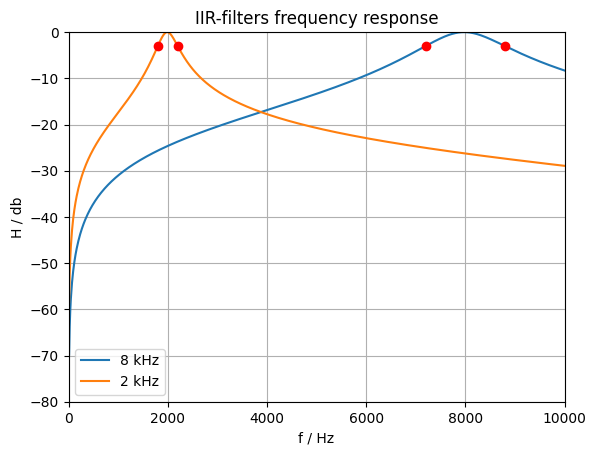 IIR-filters frequency response
H / db
0
−10
−20
−30
−40
−50
−60
−70
−80
8 kHz
2 kHz
0 2000 4000 6000 8000 10000
f / Hz